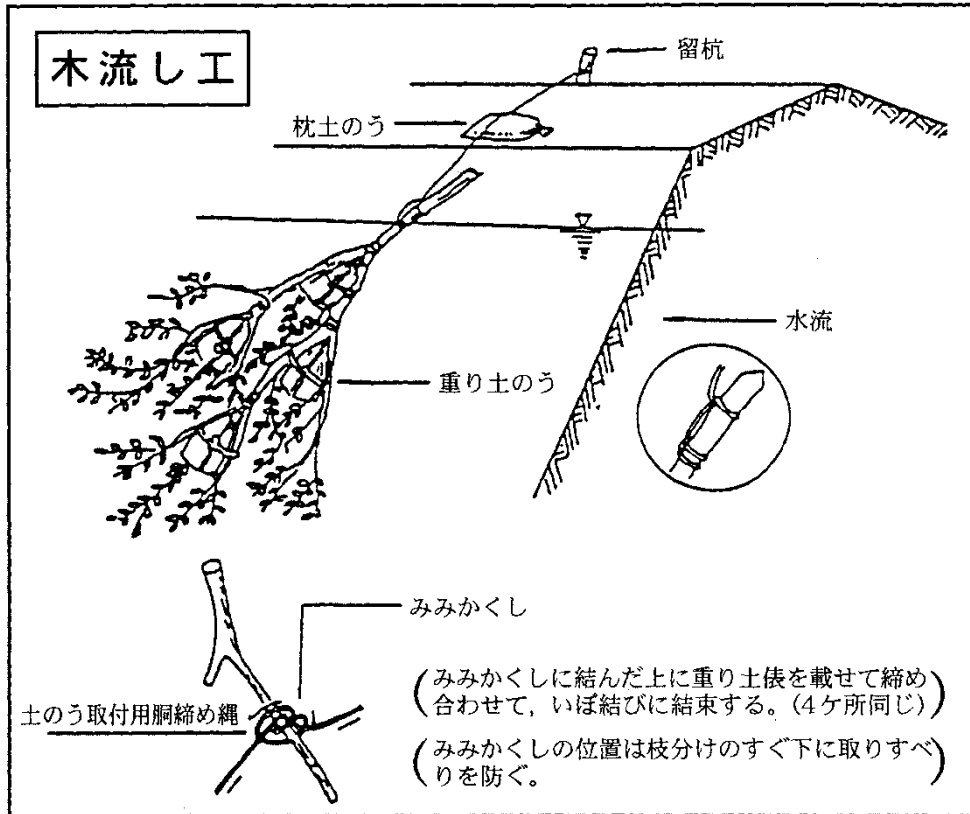 木流し工
留杭
枕土のう
水流
重り土のう
みみかくし
土のう取付用胴締め縄
(みみかくしに結んだ上に重り土俵を載せて締め
合わせて，いぼ結びに結束する。(4ケ所同じ))
(みみかくしの位置は枝分けのすぐ下に取りすべ
りを防ぐ。)